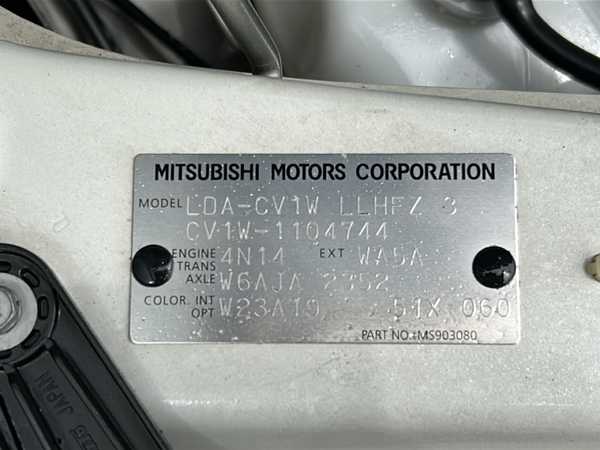 MITSUBISHI MOTORS CORPORATION
MODEL LDA-CV1W LLHFZ 3
CV1W-1104744
ENGINE 4N14 EXT WA5A
TRANS AXLE W6AJA 2352
COLOR. INT OPT W23A19 51X 060
PART NO.:MS903080
JAPAN